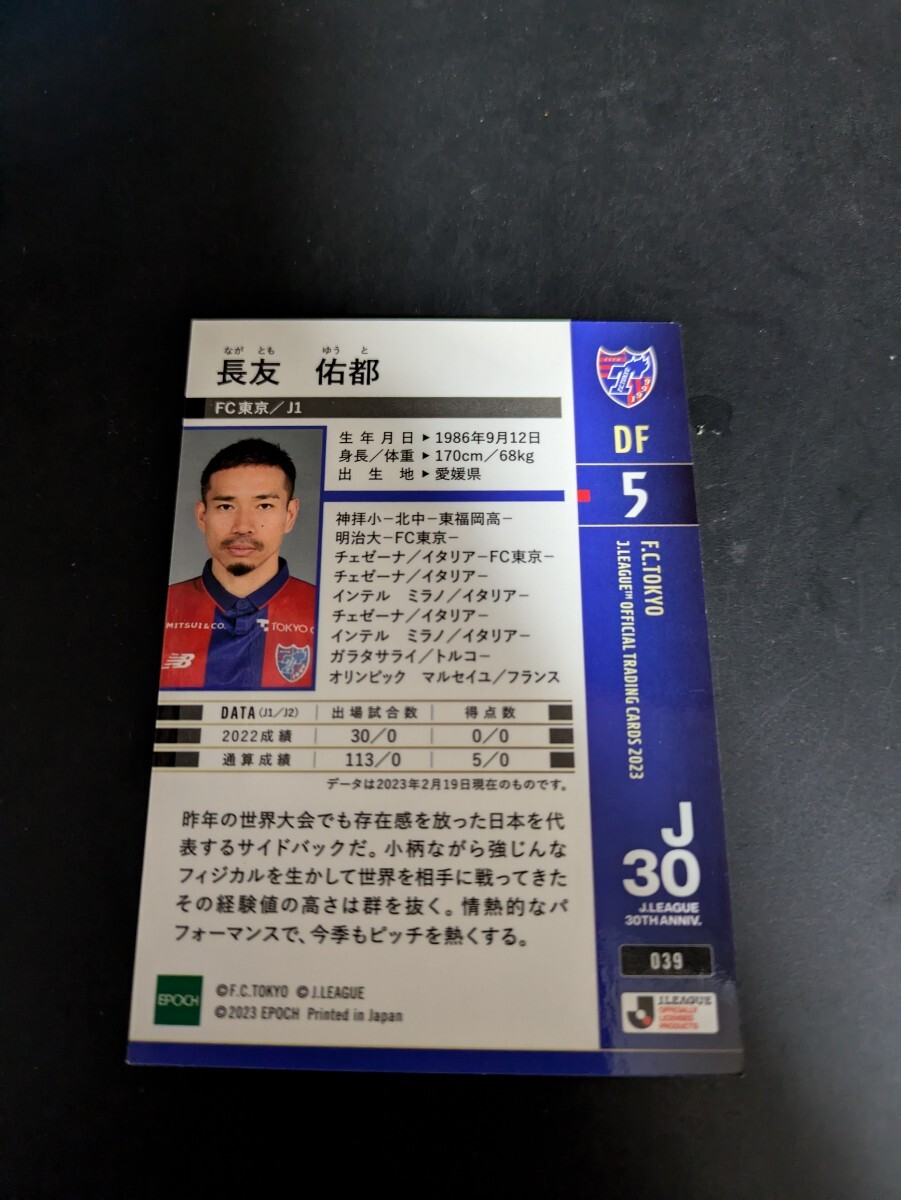 なが とも ゆう と
長友 佑都
FC東京／J1
生年月日▶1986年9月12日
身長／体重▶170cm／68kg
出生地▶愛媛県
神拝小－北中－東福岡高－
明治大－FC東京－
チェゼーナ／イタリア－FC東京－
チェゼーナ／イタリア－
インテル ミラノ／イタリア－
チェゼーナ／イタリア－
インテル ミラノ／イタリア－
ガラタサライ／トルコ－
オリンピック マルセイユ／フランス
MITSUI&CO.
TOKYO
NB
DATA(J1／J2) 出場試合数 得点数
2022成績 30／0 0／0
通算成績 113／0 5／0
データは2023年2月19日現在のものです。
昨年の世界大会でも存在感を放った日本を代
表するサイドバックだ。小柄ながら強じんな
フィジカルを生かして世界を相手に戦ってきた
その経験値の高さは群を抜く。情熱的なパ
フォーマンスで、今季もピッチを熱くする。
EPOCH
©F.C.TOKYO ©J.LEAGUE
©2023 EPOCH Printed in Japan
1999
DF
5
F.C.TOKYO
J.LEAGUE™ OFFICIAL TRADING CARDS 2023
J
30
J.LEAGUE
30TH ANNIV.
039
J.LEAGUE
OFFICIALLY
LICENSED
PRODUCTS